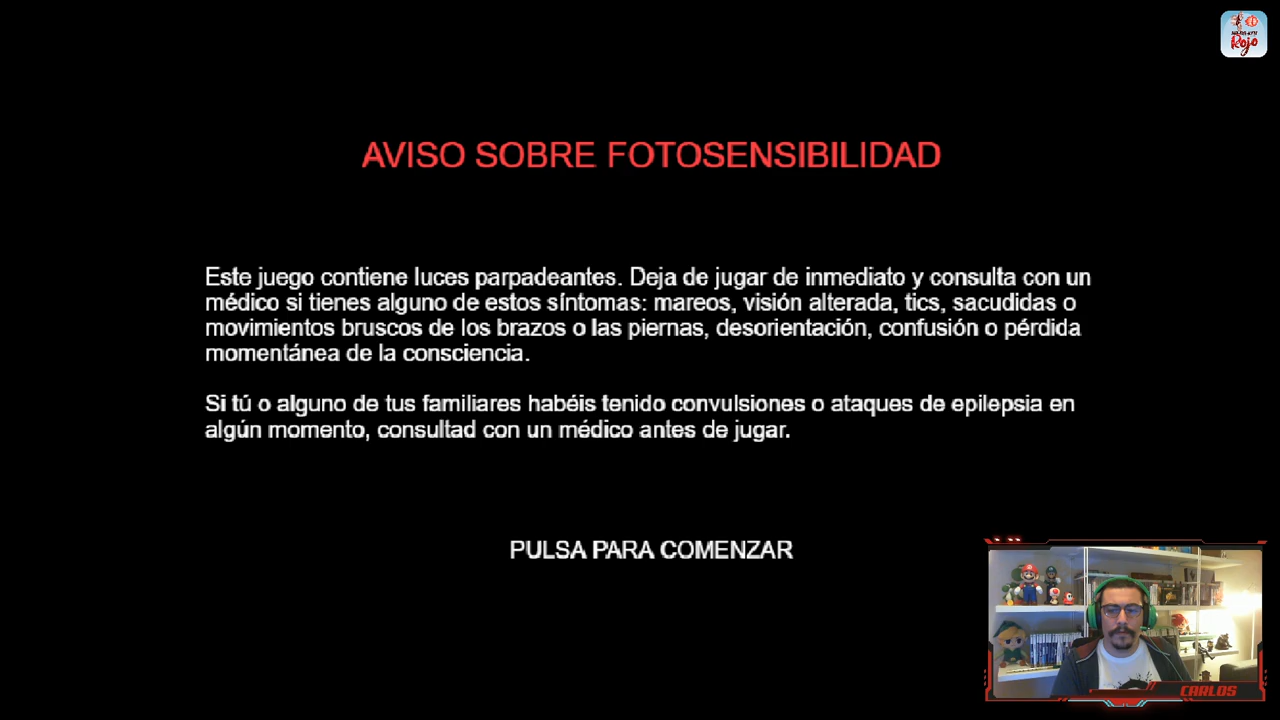 Rojo
AVISO SOBRE FOTOSENSIBILIDAD
Este juego contiene luces parpadeantes. Deja de jugar de inmediato y consulta con un
médico si tienes alguno de estos síntomas: mareos, visión alterada, tics, sacudidas o
movimientos bruscos de los brazos o las piernas, desorientación, confusión o pérdida
momentánea de la consciencia.
Si tú o alguno de tus familiares habéis tenido convulsiones o ataques de epilepsia en
algún momento, consultad con un médico antes de jugar.
PULSA PARA COMENZAR
CARLOS